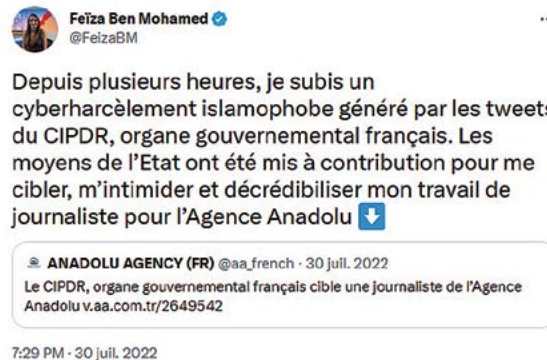 Feïza Ben Mohamed
@FeizaBM
Depuis plusieurs heures, je subis un
cyberharcèlement islamophobe généré par les tweets
du CIPDR, organe gouvernemental français. Les
moyens de l'Etat ont été mis à contribution pour me
cibler, m'intimider et décrédibiliser mon travail de
journaliste pour l'Agence Anadolu
ANADOLU AGENCY (FR) @aa_french · 30 juil. 2022
Le CIPDR, organe gouvernemental français cible une journaliste de l'Agence
Anadolu v.aa.com.tr/2649542
7:29 PM · 30 juil. 2022